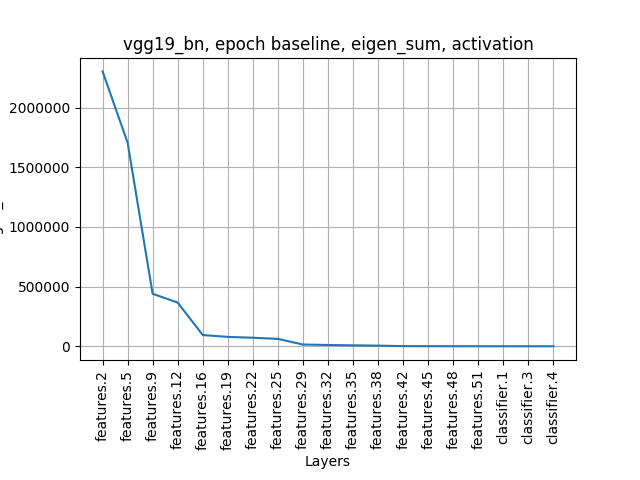 vgg19_bn, epoch baseline, eigen_sum, activation
2000000
1500000
1000000
500000
0
features.2
features.5
features.9
features.12
features.16
features.19
features.22
features.25
features.29
features.32
features.35
features.38
features.42
features.45
features.48
features.51
classifier.1
classifier.3
classifier.4
Layers